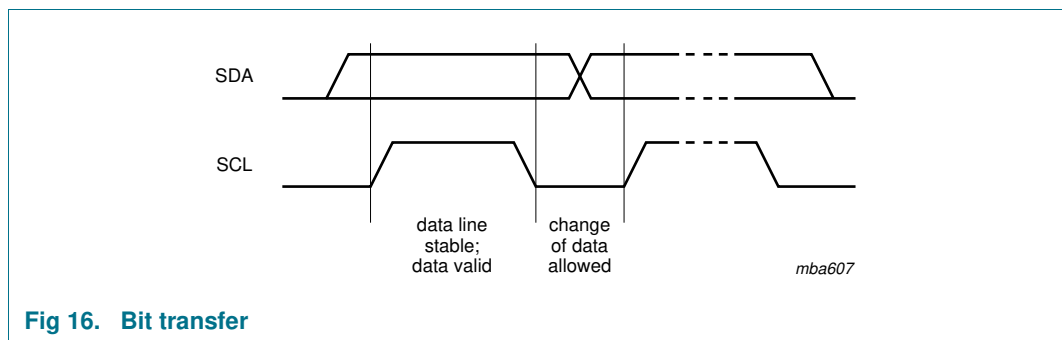 SDA
SCL
data line
stable;
data valid
change
of data
allowed
mba607
Fig 16. Bit transfer